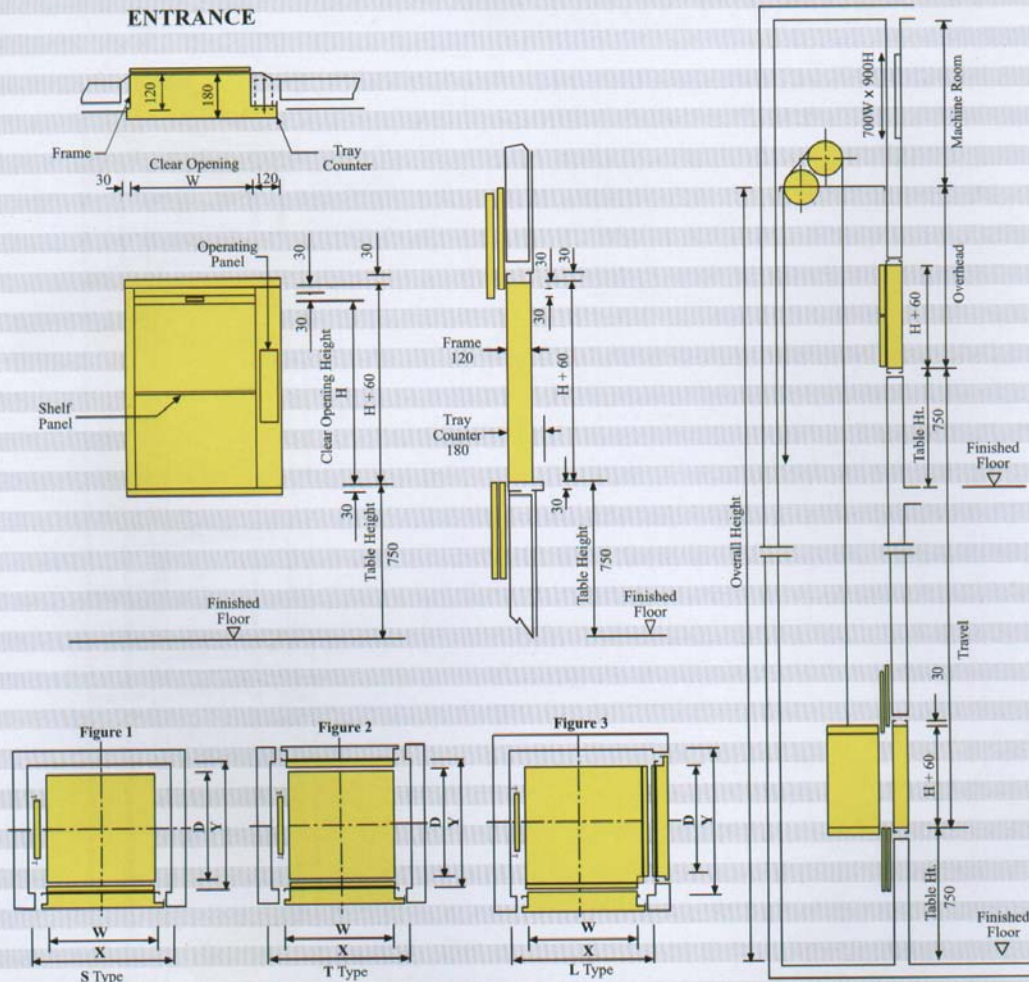 ENTRANCE
120
180
Frame
Clear Opening
Tray
Counter
30
W
120
Operating
Panel
30
30
30
Clear Opening Height
H
H + 60
Shelf
Panel
30
Table Height
750
Finished
Floor
30
30
30
Frame
120
H + 60
Tray
Counter
180
30
Table Height
750
Finished
Floor
Machine Room
Overhead
H + 60
Table Ht.
750
Finished
Floor
Overall Height
Travel
30
H + 60
Table Ht.
750
Finished
Floor
Figure 1
D
Y
W
X
S Type
Figure 2
D
Y
W
X
T Type
Figure 3
D
Y
W
X
L Type